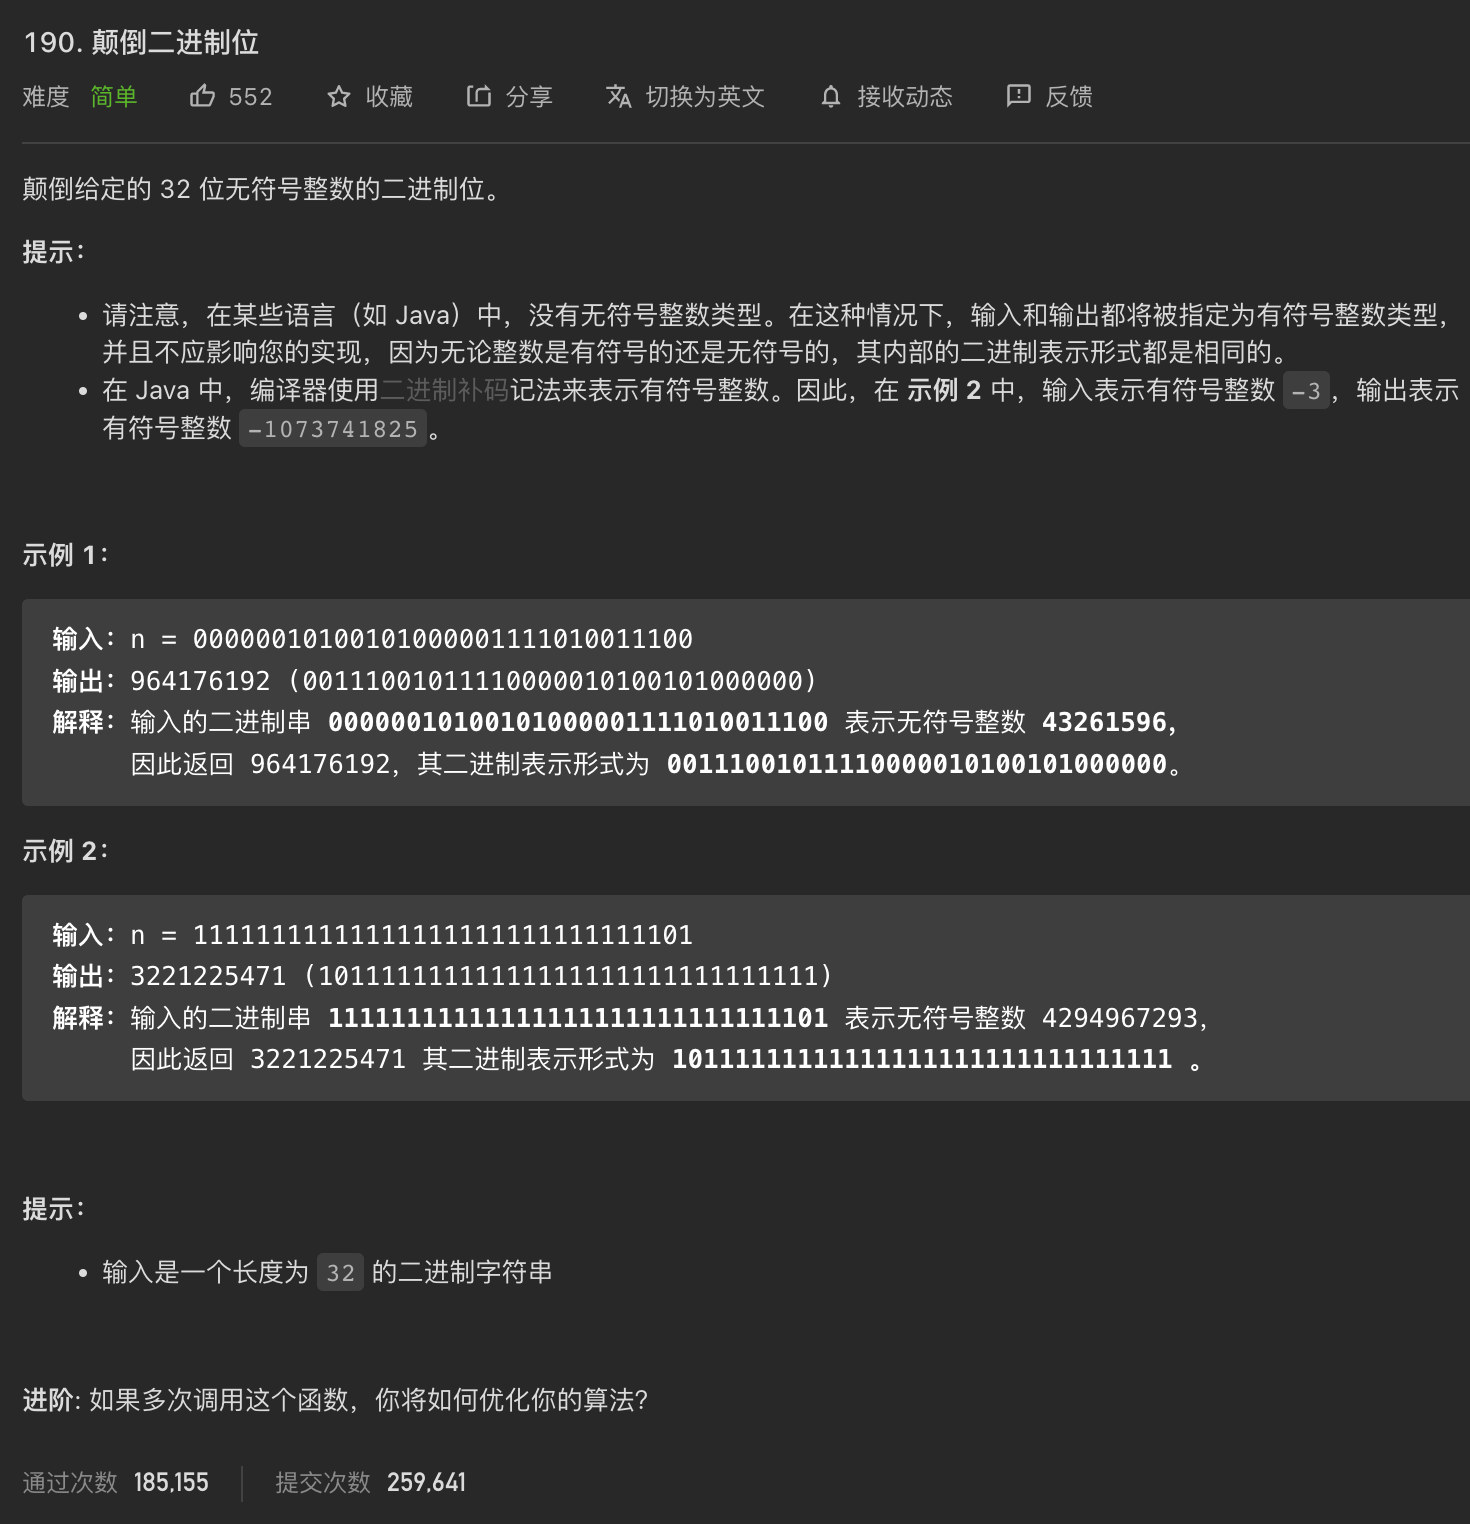 190. 颠倒二进制位
难度 简单 552 收藏 分享 切换为英文 接收动态 反馈
颠倒给定的 32 位无符号整数的二进制位。
提示：
• 请注意，在某些语言（如 Java）中，没有无符号整数类型。在这种情况下，输入和输出都将被指定为有符号整数类型，
并且不应影响您的实现，因为无论整数是有符号的还是无符号的，其内部的二进制表示形式都是相同的。
• 在 Java 中，编译器使用二进制补码记法来表示有符号整数。因此，在 示例 2 中，输入表示有符号整数 -3，输出表示
有符号整数 -1073741825。
示例 1：
输入：n = 00000010100101000001111010011100
输出：964176192 (00111001011110000010100101000000)
解释：输入的二进制串 00000010100101000001111010011100 表示无符号整数 43261596，
因此返回 964176192，其二进制表示形式为 00111001011110000010100101000000。
示例 2：
输入：n = 11111111111111111111111111111101
输出：3221225471 (10111111111111111111111111111111)
解释：输入的二进制串 11111111111111111111111111111101 表示无符号整数 4294967293，
因此返回 3221225471 其二进制表示形式为 10111111111111111111111111111111 。
提示：
• 输入是一个长度为 32 的二进制字符串
进阶: 如果多次调用这个函数，你将如何优化你的算法？
通过次数 185,155 提交次数 259,641